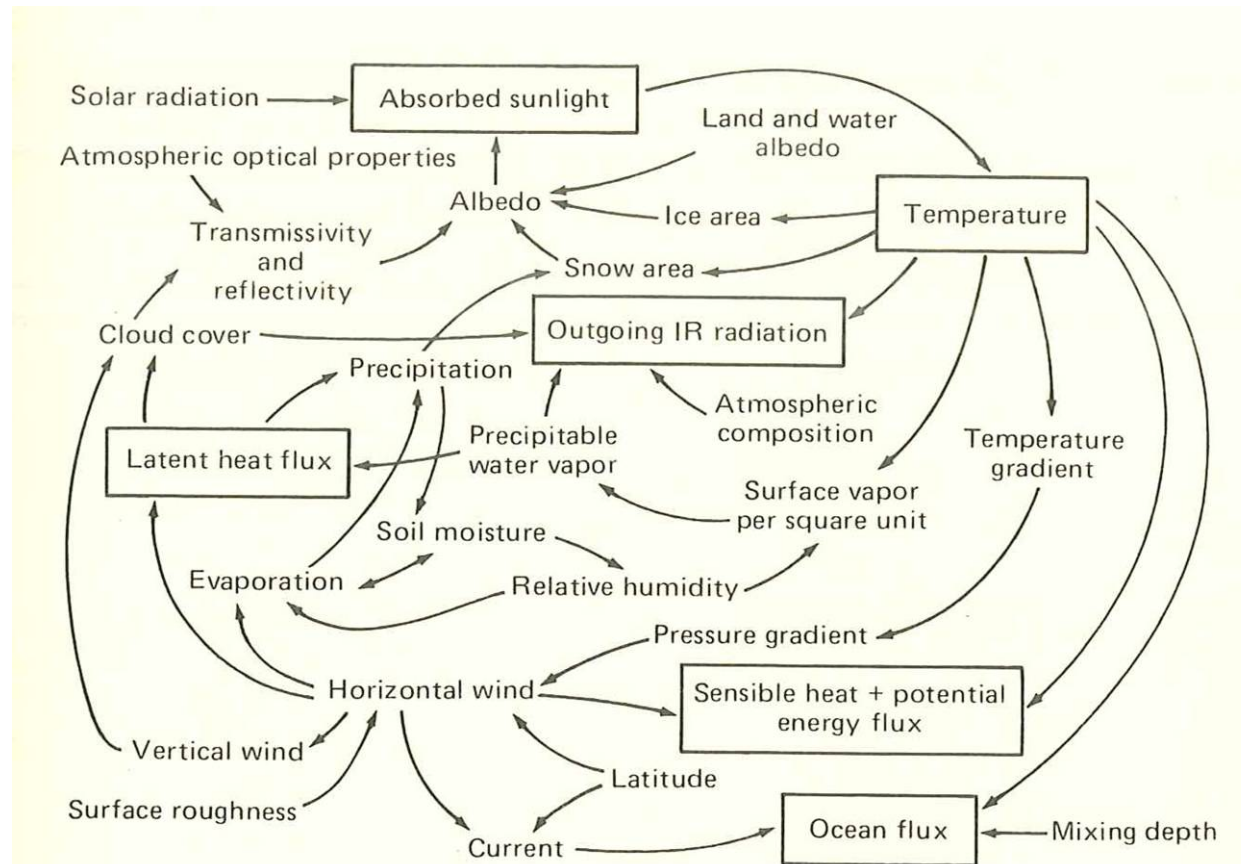 Solar radiation
Absorbed sunlight
Land and water
albedo
Atmospheric optical properties
Albedo
Ice area
Temperature
Transmissivity
and
reflectivity
Snow area
Cloud cover
Outgoing IR radiation
Precipitation
Atmospheric
composition
Latent heat flux
Precipitable
water vapor
Temperature
gradient
Surface vapor
per square unit
Soil moisture
Evaporation
Relative humidity
Pressure gradient
Horizontal wind
Sensible heat + potential
energy flux
Vertical wind
Latitude
Surface roughness
Current
Ocean flux
Mixing depth